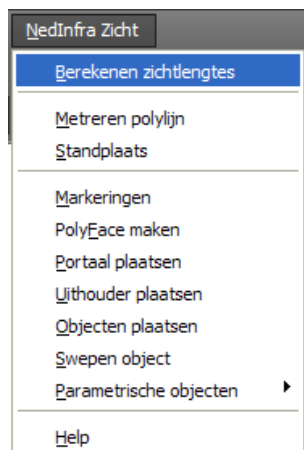 NedInfra Zicht
Berekenen zichtlengtes
Metreren polylijn
Standplaats
Markeringen
PolyFace maken
Portaal plaatsen
Uithouder plaatsen
Objecten plaatsen
Swepen object
Parametrische objecten
Help